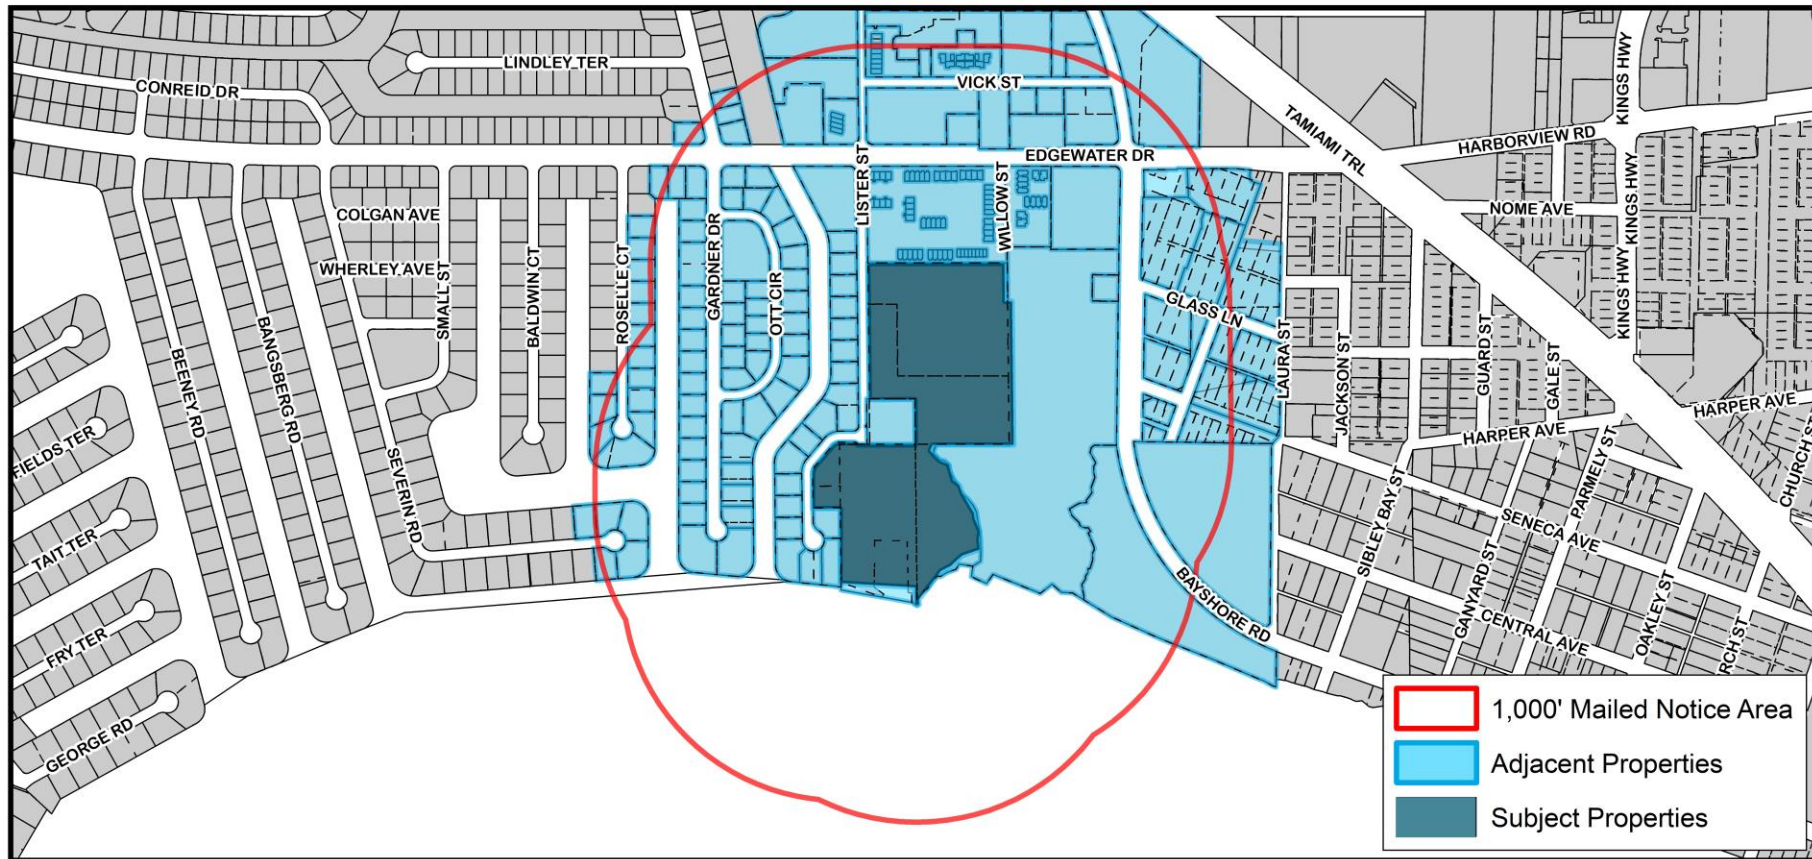 LINDLEY TER
CONREID DR
VICK ST
KINGS HWY
TAMIAMI TRL
HARBORVIEW RD
EDGEWATER DR
LISTER ST
WILLOW ST
KINGS HWY
NOME AVE
COLGAN AVE
GARDNER DR
WHERLEY AVE
SMALL ST
BALDWIN CT
ROSELLE CT
OTT CIR
GLASS LN
KINGS HWY
BEENEY RD
BANGSBERG RD
LAURA ST
JACKSON ST
GUARD ST
GALE ST
HARPER AVE
HARPER AVE
FIELDS TER
SEVERIN RD
SIBLEY BAY ST
PARMELY ST
CHURCH ST
SENECA AVE
TAIT TER
GANYARD ST
BAYSHORE RD
CENTRAL AVE
OAKLEY ST
RCH ST
FRY TER
GEORGE RD
1,000' Mailed Notice Area
Adjacent Properties
Subject Properties